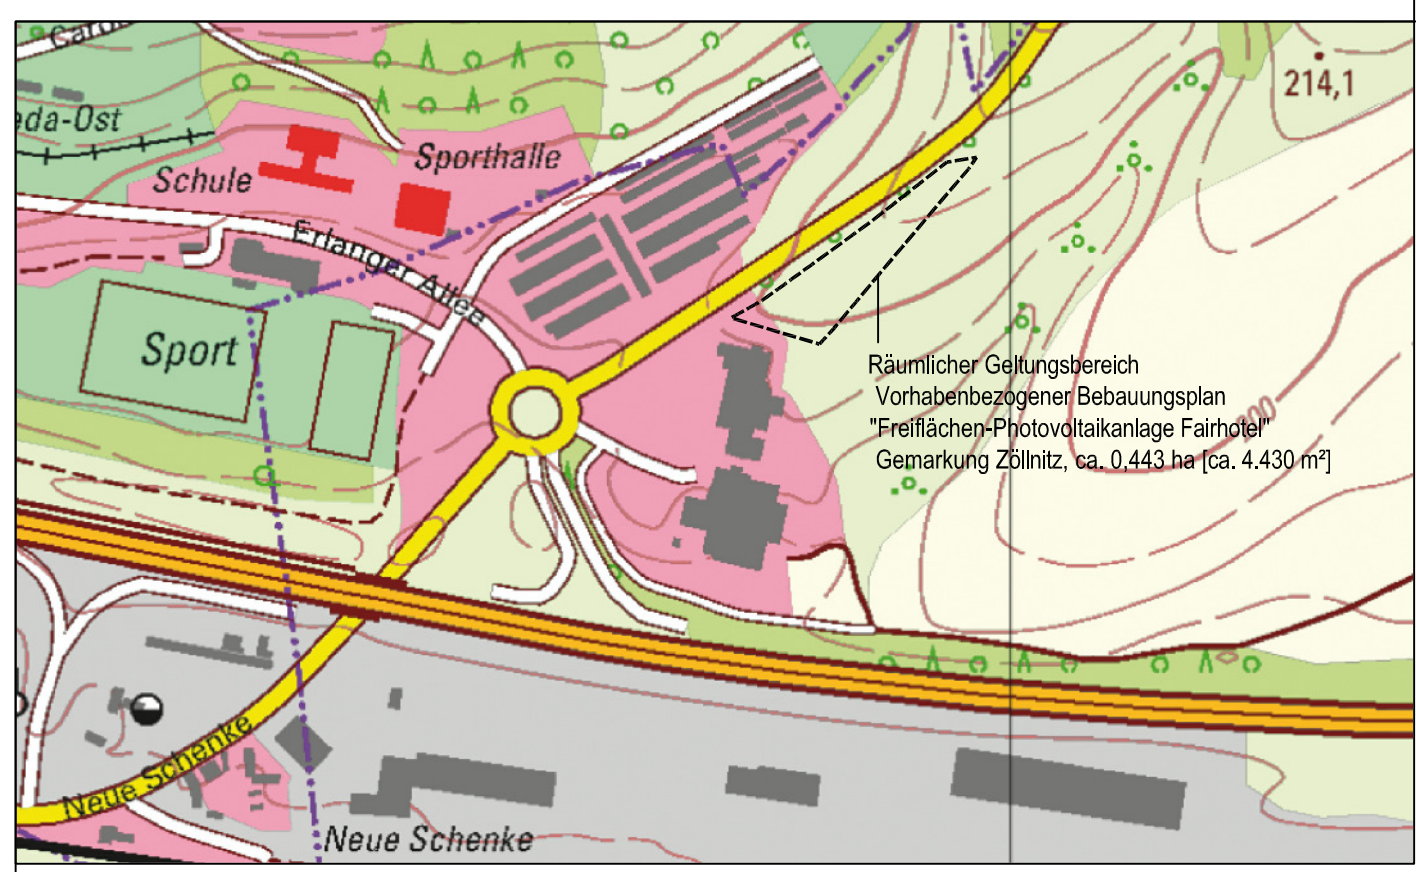 214,1
eda-Ost
Sporthalle
Schule
Erlanger Allee
Sport
Räumlicher Geltungsbereich
Vorhabenbezogener Bebauungsplan
"Freiflächen-Photovoltaikanlage Fairhotel"
Gemarkung Zöllnitz, ca. 0,443 ha [ca. 4.430 m²]
Neue Schenke
Neue Schenke